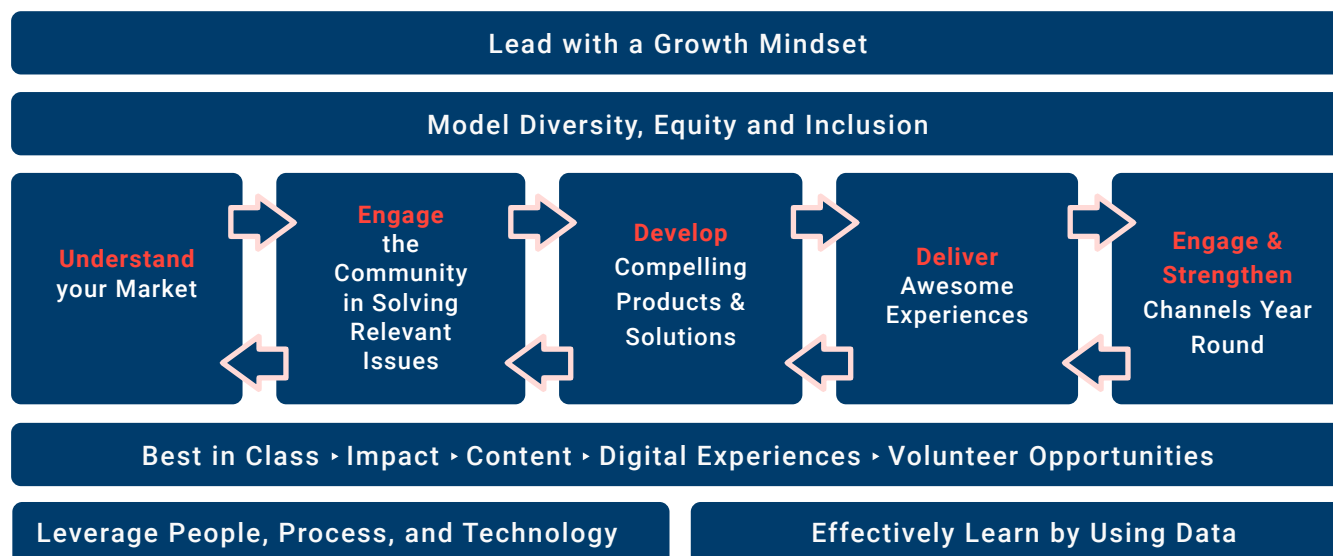 Lead with a Growth Mindset
Model Diversity, Equity and Inclusion
Understand
your Market
Engage
the
Community
in Solving
Relevant
Issues
Develop
Compelling
Products &
Solutions
Deliver
Awesome
Experiences
Engage &
Strengthen
Channels Year
Round
Best in Class ‣ Impact ‣ Content ‣ Digital Experiences ‣ Volunteer Opportunities
Leverage People, Process, and Technology
Effectively Learn by Using Data